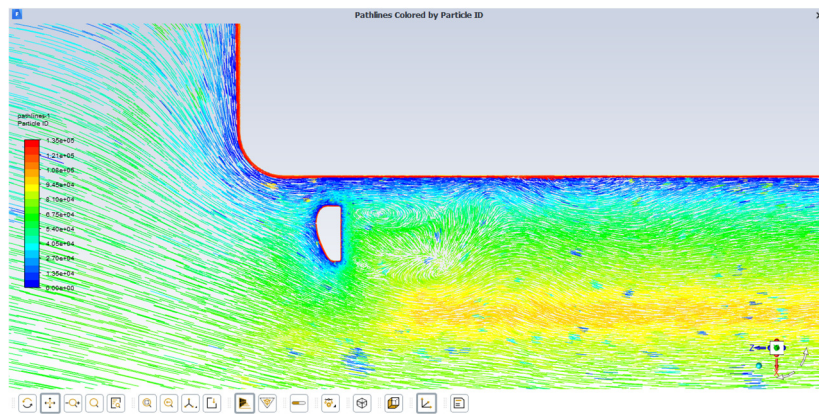 Pathlines Colored by Particle ID
pathlines-1
Particle ID
1.35e+05
1.21e+05
1.08e+05
9.45e+04
8.10e+04
6.75e+04
5.40e+04
4.05e+04
2.70e+04
1.35e+04
0.00e+00
Z